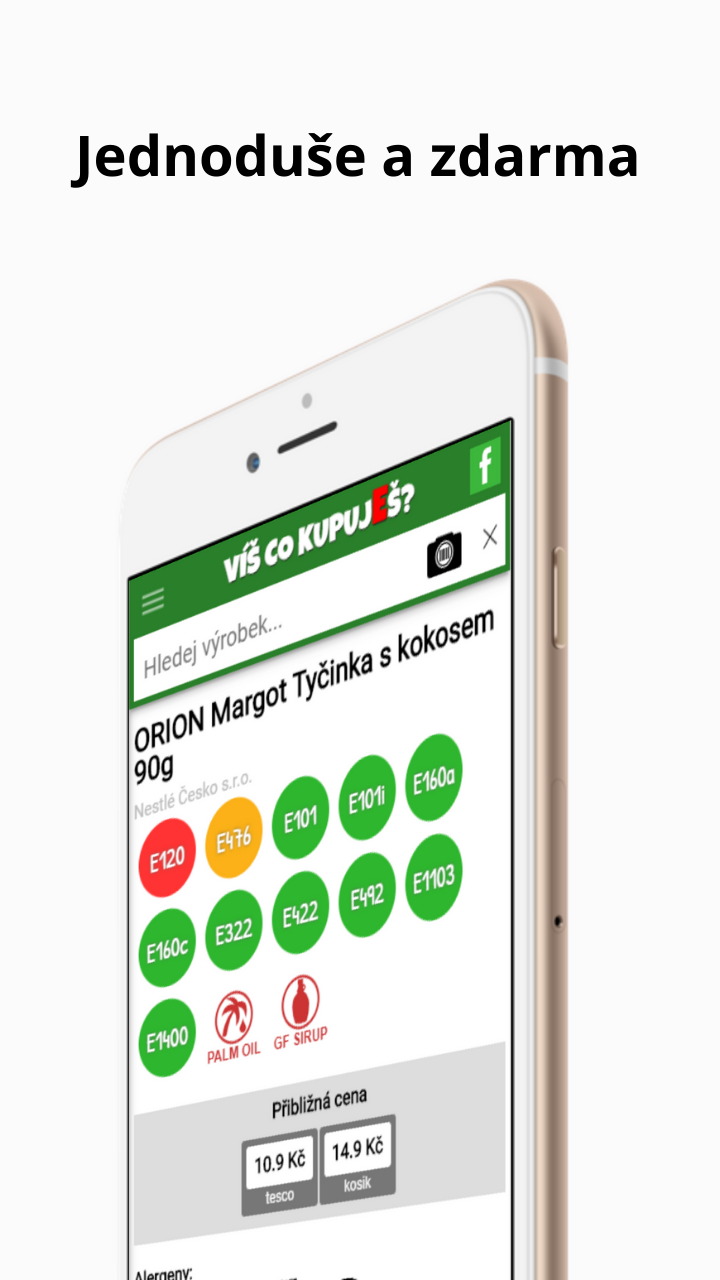 Jednoduše a zdarma
VÍŠ CO KUPUJEŠ?
f
Hledej výrobek...
ORION Margot Tyčinka s kokosem
90g
Nestlé Česko s.r.o.
E120 E476 E101 E101i E160a
E160c E322 E422 E492 E1103
E1400 PALM OIL GF SIRUP
Přibližná cena
10.9 Kč 14.9 Kč
tesco kosik
Alergeny: